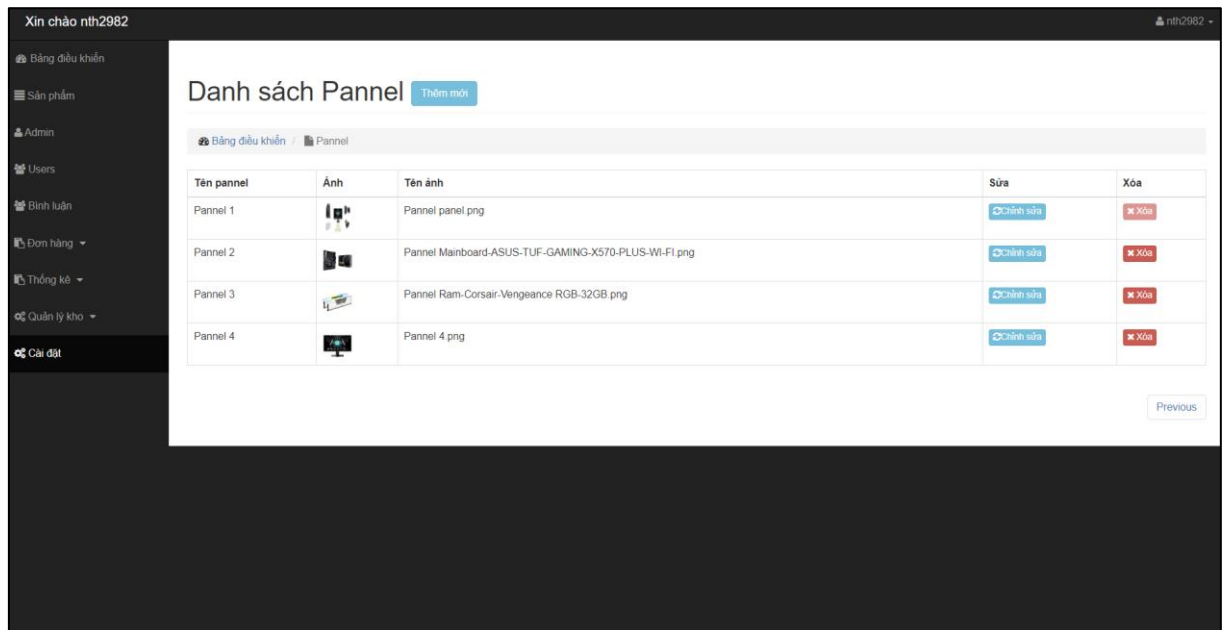 Xin chào nth2982
nth2982
Bảng điều khiển
Sản phẩm
Admin
Users
Bình luận
Đơn hàng
Thống kê
Quản lý kho
Cài đặt
Danh sách Pannel Thêm mới
Bảng điều khiển / Pannel
Tên pannel Ảnh Tên ảnh Sửa Xóa
Pannel 1 Pannel panel.png Chỉnh sửa Xóa
Pannel 2 Pannel Mainboard-ASUS-TUF-GAMING-X570-PLUS-WI-FI.png Chỉnh sửa Xóa
Pannel 3 Pannel Ram-Corsair-Vengeance RGB-32GB.png Chỉnh sửa Xóa
Pannel 4 Pannel 4.png Chỉnh sửa Xóa
Previous